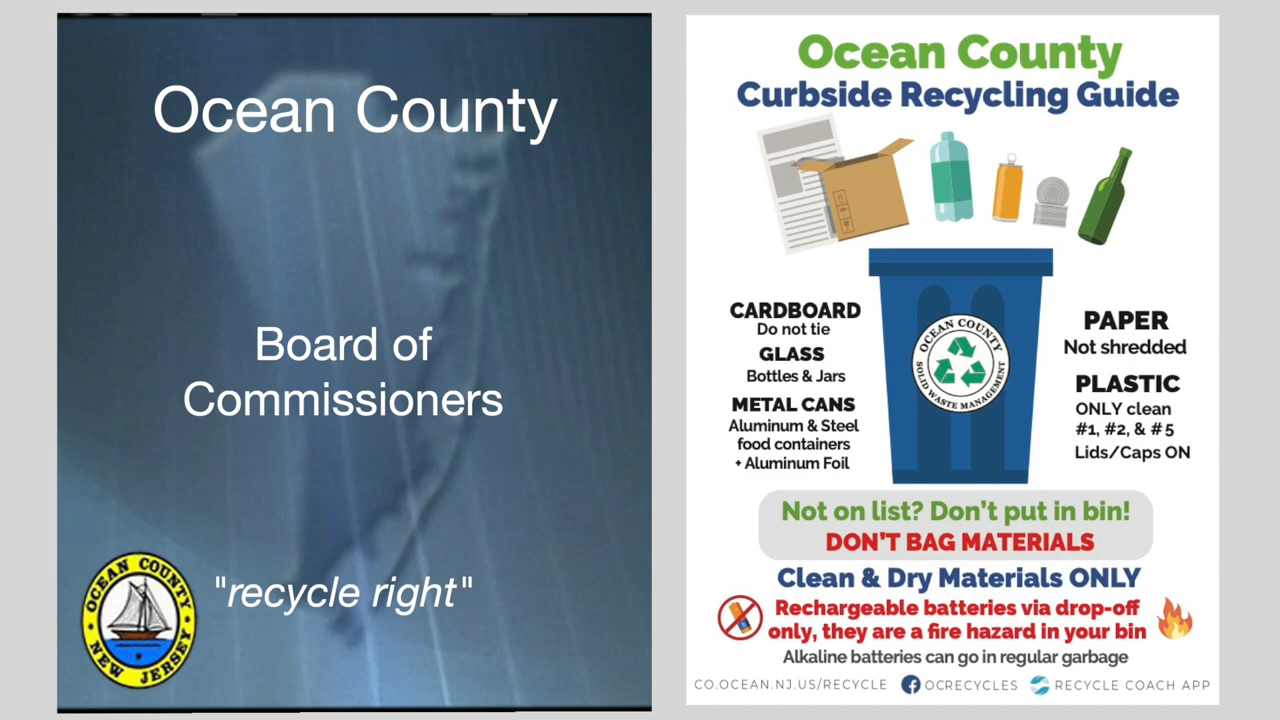 Ocean County
Board of
Commissioners
"recycle right"
OCEAN COUNTY
NEW JERSEY
Ocean County
Curbside Recycling Guide
CARDBOARD
Do not tie
GLASS
Bottles & Jars
METAL CANS
Aluminum & Steel
food containers
+ Aluminum Foil
OCEAN COUNTY
SOLID WASTE MANAGEMENT
PAPER
Not shredded
PLASTIC
ONLY clean
#1, #2, & #5
Lids/Caps ON
Not on list? Don't put in bin!
DON'T BAG MATERIALS
Clean & Dry Materials ONLY
Rechargeable batteries via drop-off
only, they are a fire hazard in your bin
Alkaline batteries can go in regular garbage
CO.OCEAN.NJ.US/RECYCLE OCRECYCLES RECYCLE COACH APP